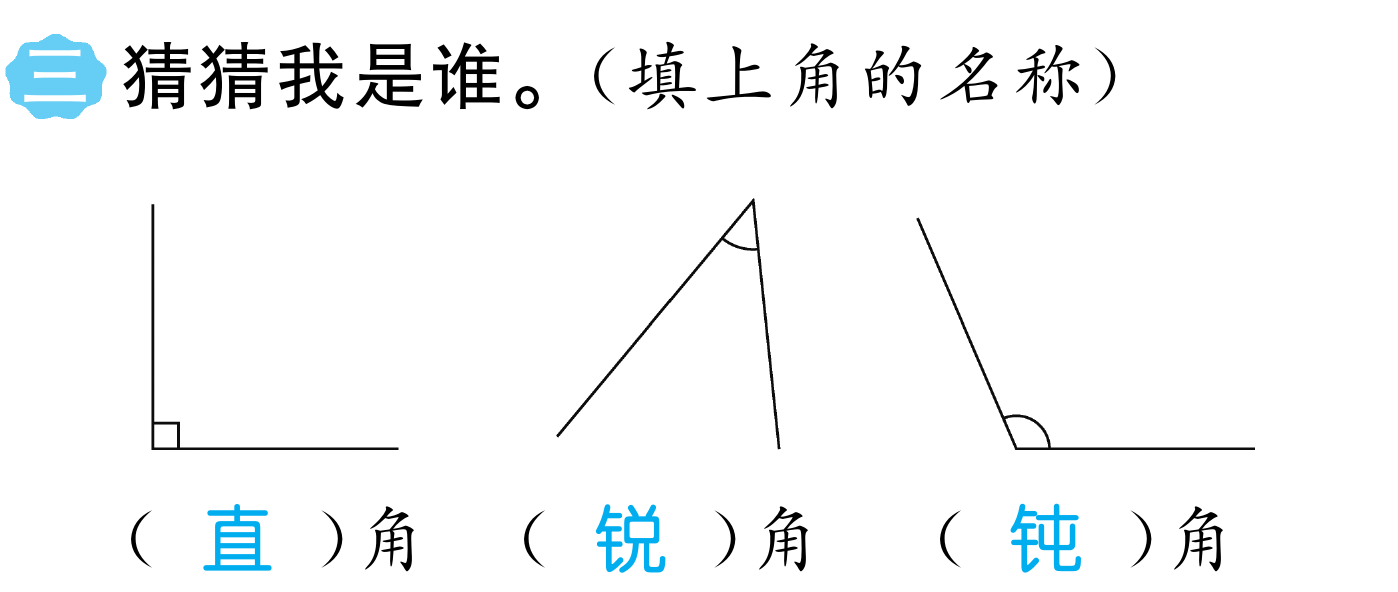 三 猜猜我是谁。（填上角的名称）
（ 直 ）角 （ 锐 ）角 （ 钝 ）角